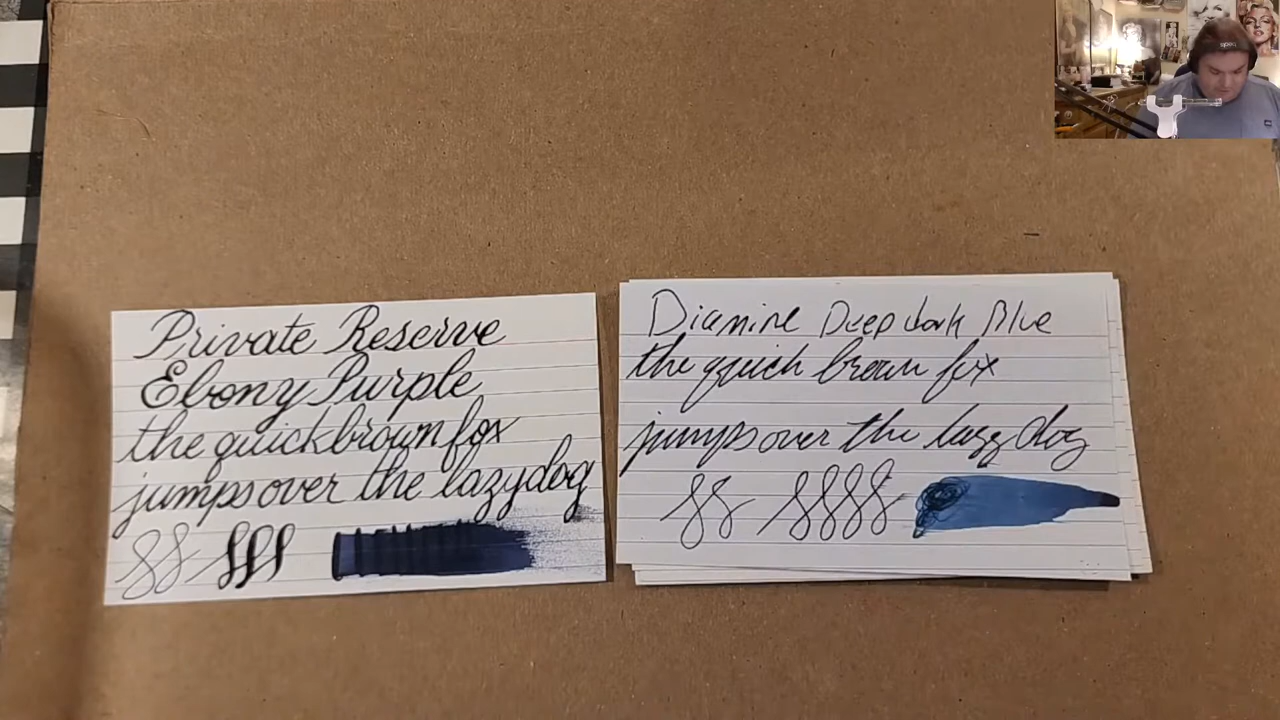 Private Reserve
Ebony Purple
the quick brown fox
jumps over the lazy dog
Diamine Deep dark Blue
the quick brown fox
jumps over the lazy dog